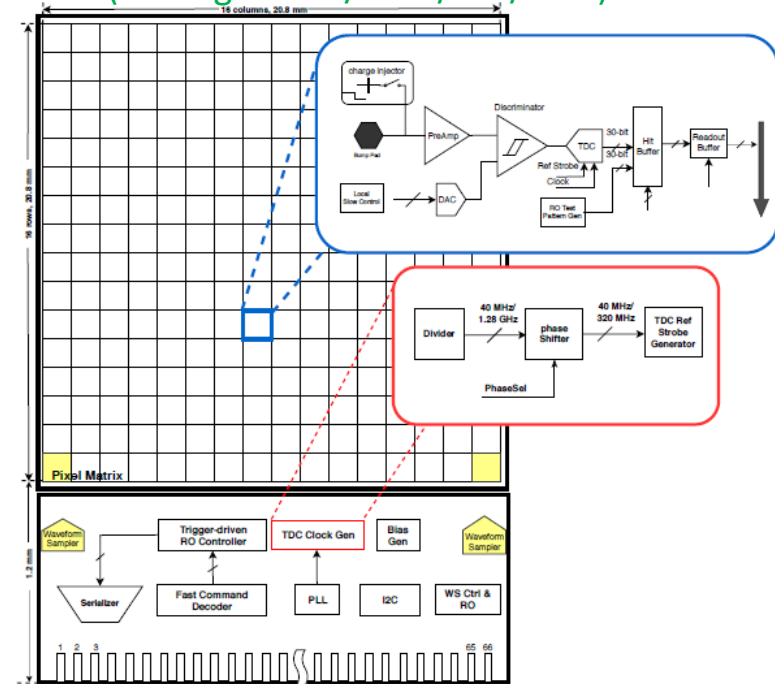 16 columns, 20.8 mm
16 rows, 20.8 mm
charge injector
Bump Pad
PreAmp
Discriminator
TDC
30-bit
30-bit
Hit
Buffer
Readout
Buffer
Ref Strobe
Clock
Local
Slow Control
DAC
RO Test
Pattern Gen
Divider
40 MHz/
1.28 GHz
phase
Shifter
40 MHz/
320 MHz
TDC Ref
Strobe
Generator
PhaseSel
Pixel Matrix
1.2 mm
Waveform
Sampler
Trigger-driven
RO Controller
TDC Clock Gen
Bias
Gen
Waveform
Sampler
Serializer
Fast Command
Decoder
PLL
I2C
WS Ctrl &
RO
1 2 3
65 66